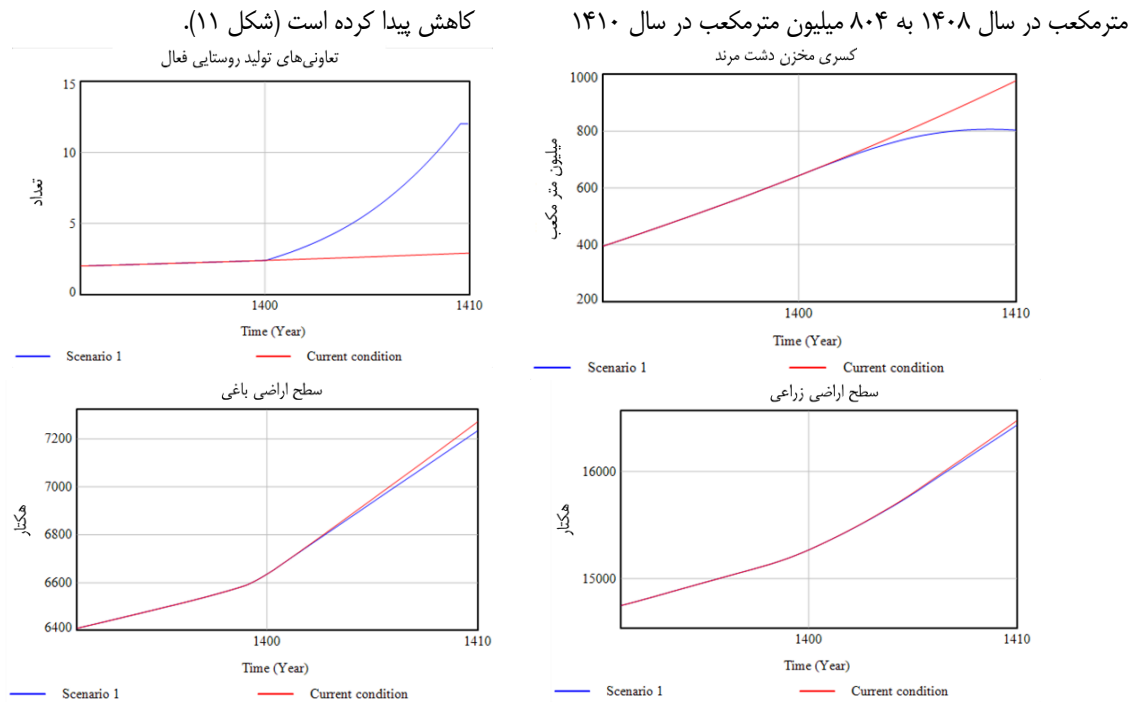 مترمکعب در سال ۱۴۰۸ به ۸۰۴ میلیون مترمکعب در سال ۱۴۱۰
کاهش پیدا کرده است (شکل ۱۱).
کسری مخزن دشت مرند
1000
800
600
400
200
میلیون متر مکعب
1400
1410
Time (Year)
Scenario 1
Current condition
تعاونی‌های تولید روستایی فعال
15
10
5
0
تعداد
1400
1410
Time (Year)
Scenario 1
Current condition
سطح اراضی زراعی
16000
15000
هکتار
1400
1410
Time (Year)
Scenario 1
Current condition
سطح اراضی باغی
7200
7000
6800
6600
6400
هکتار
1400
1410
Time (Year)
Scenario 1
Current condition